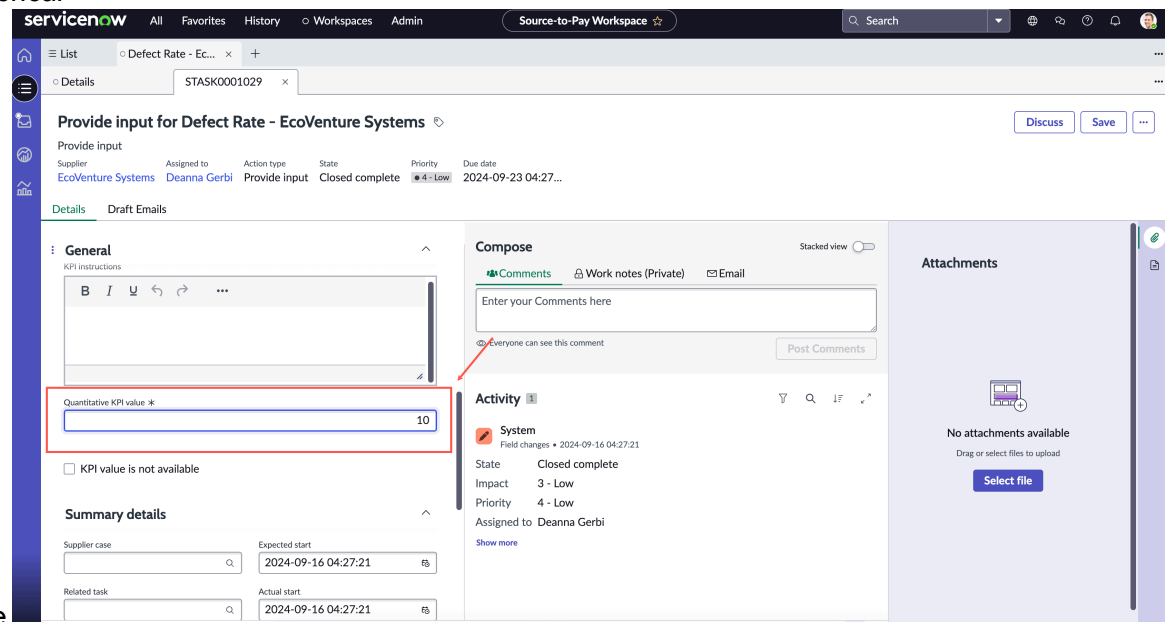 servicenow All Favorites History Workspaces Admin Source-to-Pay Workspace Search
List Defect Rate - Ec... × +
Details STASK0001029 ×
Provide input for Defect Rate - EcoVenture Systems
Discuss Save
Provide input
Supplier Assigned to Action type State Priority Due date
EcoVenture Systems Deanna Gerbi Provide input Closed complete 4 - Low 2024-09-23 04:27...
Details Draft Emails
General
KPI instructions
B I U
Quantitative KPI value *
10
KPI value is not available
Summary details
Supplier case Expected start
2024-09-16 04:27:21
Related task Actual start
2024-09-16 04:27:21
Compose Stacked view
Comments Work notes (Private) Email
Enter your Comments here
Everyone can see this comment
Post Comments
Activity 1
System
Field changes • 2024-09-16 04:27:21
State Closed complete
Impact 3 - Low
Priority 4 - Low
Assigned to Deanna Gerbi
Show more
Attachments
No attachments available
Drag or select files to upload
Select file